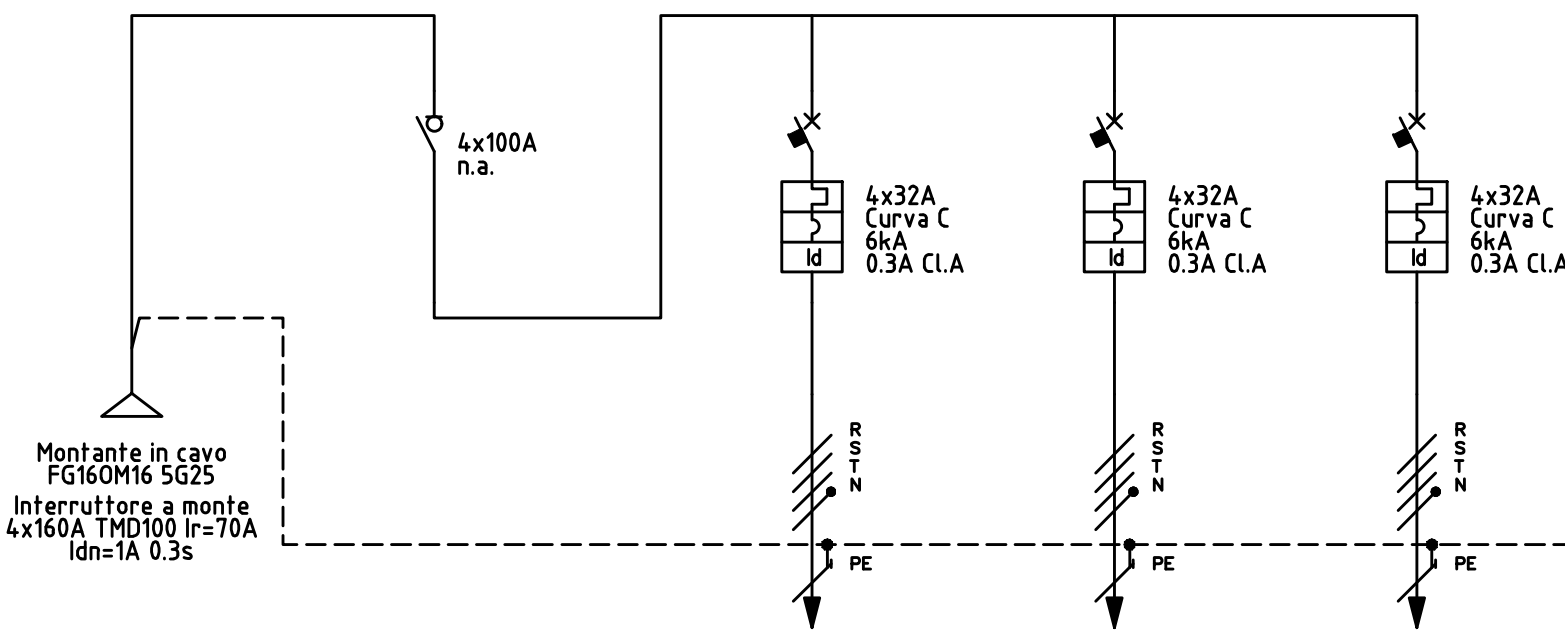 4x100A
n.a.
4x32A
Curva C
6kA
0.3A Cl.A
Id
4x32A
Curva C
6kA
0.3A Cl.A
Id
4x32A
Curva C
6kA
0.3A Cl.A
Id
Montante in cavo
FG16OM16 5G25
Interruttore a monte
4x160A TMD100 Ir=70A
Idn=1A 0.3s
R
S
T
N
PE
R
S
T
N
PE
R
S
T
N
PE